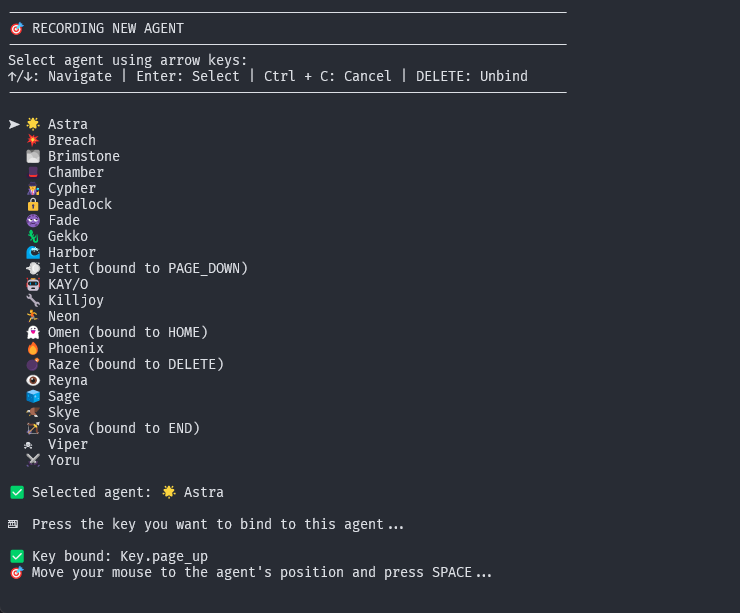 🎯 RECORDING NEW AGENT
Select agent using arrow keys:
↑/↓: Navigate | Enter: Select | Ctrl + C: Cancel | DELETE: Unbind
➤ 🌟 Astra
💥 Breach
Brimstone
Chamber
Cypher
🔒 Deadlock
Fade
🦎 Gekko
🌊 Harbor
💨 Jett (bound to PAGE_DOWN)
🤖 KAY/O
🔧 Killjoy
🏃 Neon
👻 Omen (bound to HOME)
🔥 Phoenix
💣 Raze (bound to DELETE)
👁️ Reyna
🧊 Sage
🦅 Skye
🏹 Sova (bound to END)
☠ Viper
⚔️ Yoru
✅ Selected agent: 🌟 Astra
Press the key you want to bind to this agent...
✅ Key bound: Key.page_up
🎯 Move your mouse to the agent's position and press SPACE...